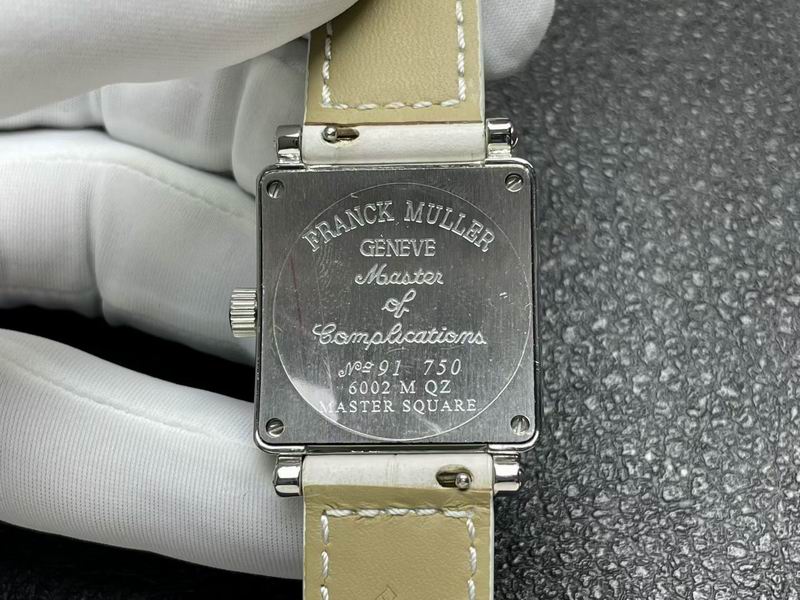 FRANCK MULLER
GENEVE
Master
of
Complications
Nº 91 750
6002 M QZ
MASTER SQUARE